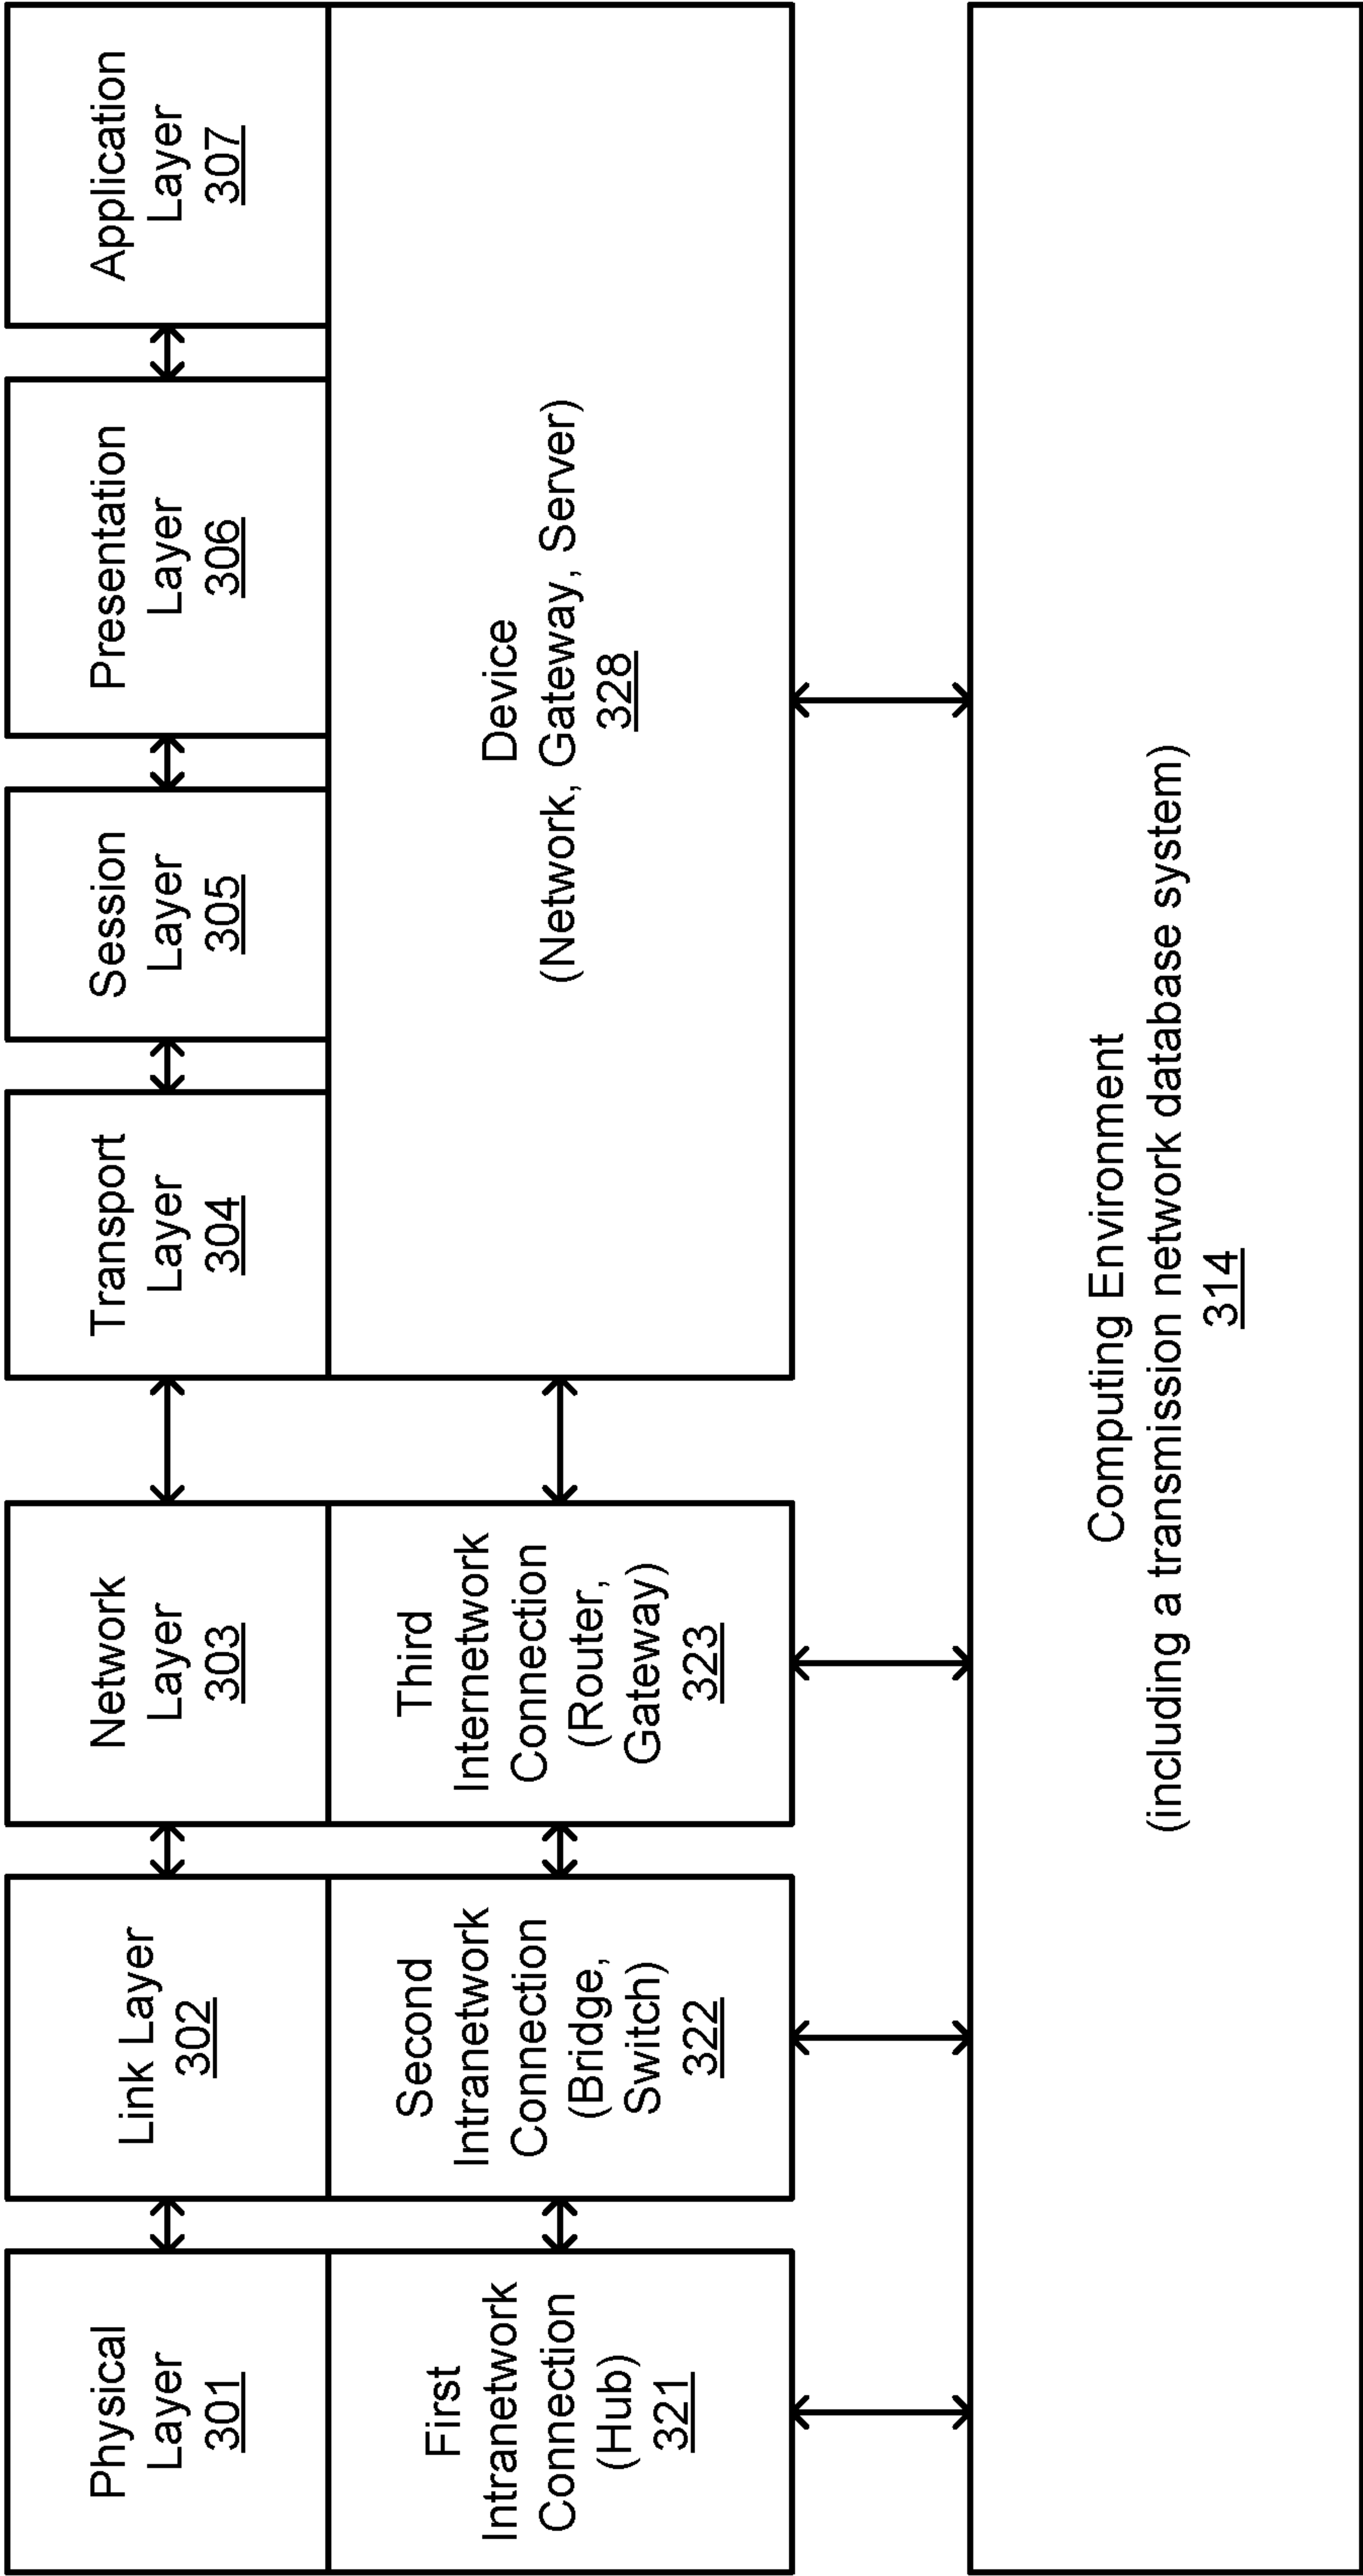 Physical
Layer
301
Link Layer
302
Network
Layer
303
Transport
Layer
304
Session
Layer
305
Presentation
Layer
306
Application
Layer
307
First
Intranetwork
Connection
(Hub)
321
Second
Intranetwork
Connection
(Bridge,
Switch)
322
Third
Internetwork
Connection
(Router,
Gateway)
323
Device
(Network, Gateway, Server)
328
Computing Environment
(including a transmission network database system)
314